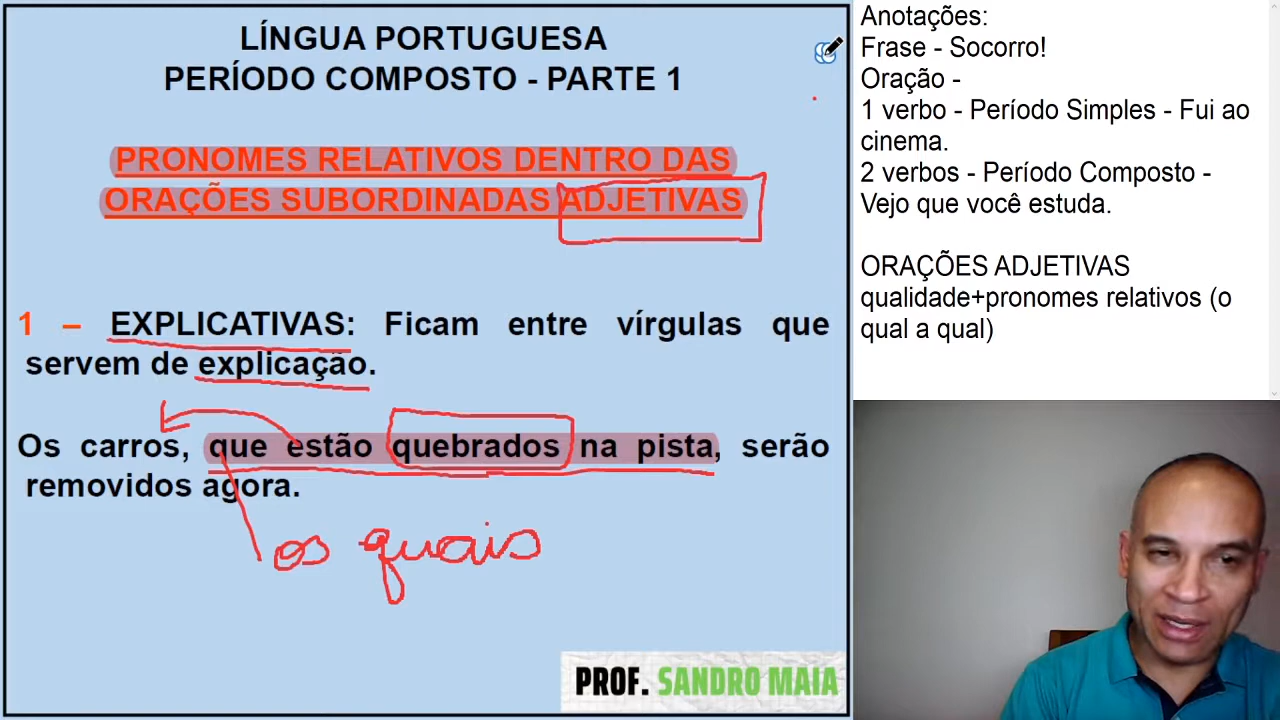 LÍNGUA PORTUGUESA
PERÍODO COMPOSTO - PARTE 1
PRONOMES RELATIVOS DENTRO DAS
ORAÇÕES SUBORDINADAS ADJETIVAS
1 – EXPLICATIVAS: Ficam entre vírgulas que
servem de explicação.
Os carros, que estão quebrados na pista, serão
removidos agora.
os quais
PROF. SANDRO MAIA
Anotações:
Frase - Socorro!
Oração -
1 verbo - Período Simples - Fui ao
cinema.
2 verbos - Período Composto -
Vejo que você estuda.
ORAÇÕES ADJETIVAS
qualidade+pronomes relativos (o
qual a qual)